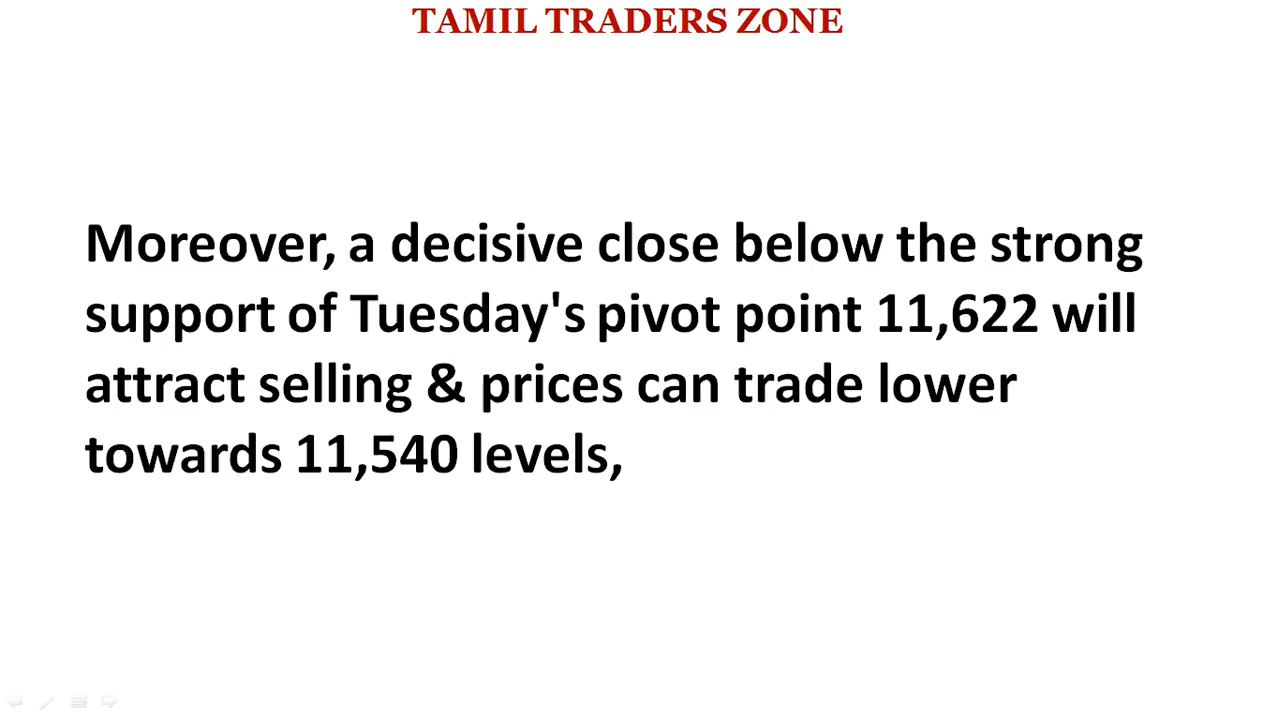 TAMIL TRADERS ZONE
Moreover, a decisive close below the strong
support of Tuesday's pivot point 11,622 will
attract selling & prices can trade lower
towards 11,540 levels,